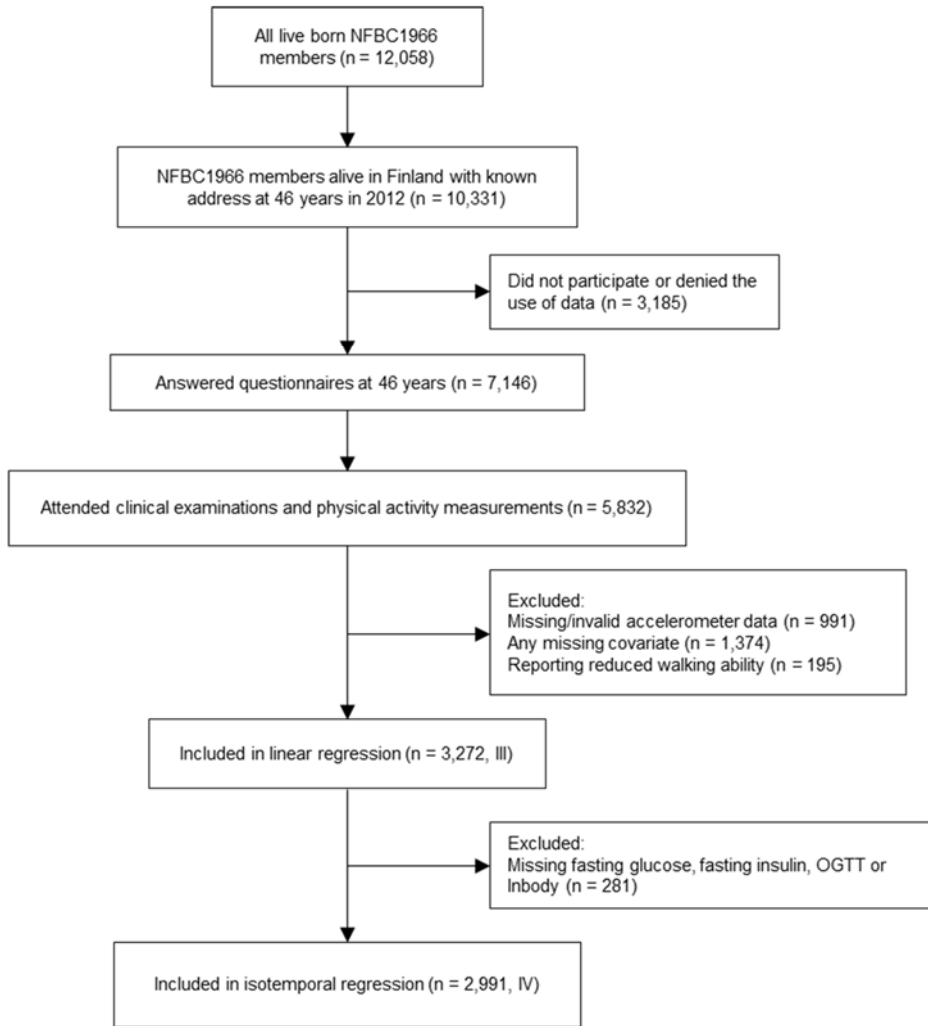 All live born NFBC1966
members (n = 12,058)
NFBC1966 members alive in Finland with known
address at 46 years in 2012 (n = 10,331)
Did not participate or denied the
use of data (n = 3,185)
Answered questionnaires at 46 years (n = 7,146)
Attended clinical examinations and physical activity measurements (n = 5,832)
Excluded:
Missing/invalid accelerometer data (n = 991)
Any missing covariate (n = 1,374)
Reporting reduced walking ability (n = 195)
Included in linear regression (n = 3,272, III)
Excluded:
Missing fasting glucose, fasting insulin, OGTT or
Inbody (n = 281)
Included in isotemporal regression (n = 2,991, IV)